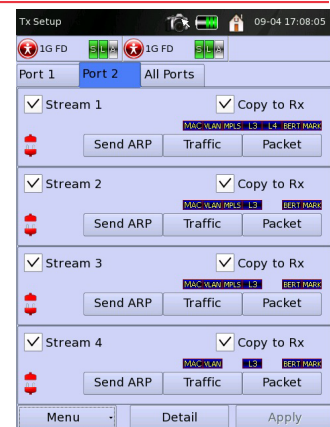 Tx Setup 09-04 17:08:05
1G FD S L A 1G FD S L A
Port 1 Port 2 All Ports
Stream 1 Copy to Rx
MAC VLAN MPLS L3 L4 BERT MARK
Send ARP Traffic Packet
Stream 2 Copy to Rx
MAC VLAN MPLS L3 BERT MARK
Send ARP Traffic Packet
Stream 3 Copy to Rx
MAC VLAN MPLS L3 BERT MARK
Send ARP Traffic Packet
Stream 4 Copy to Rx
MAC VLAN L3 BERT MARK
Send ARP Traffic Packet
Menu Detail Apply